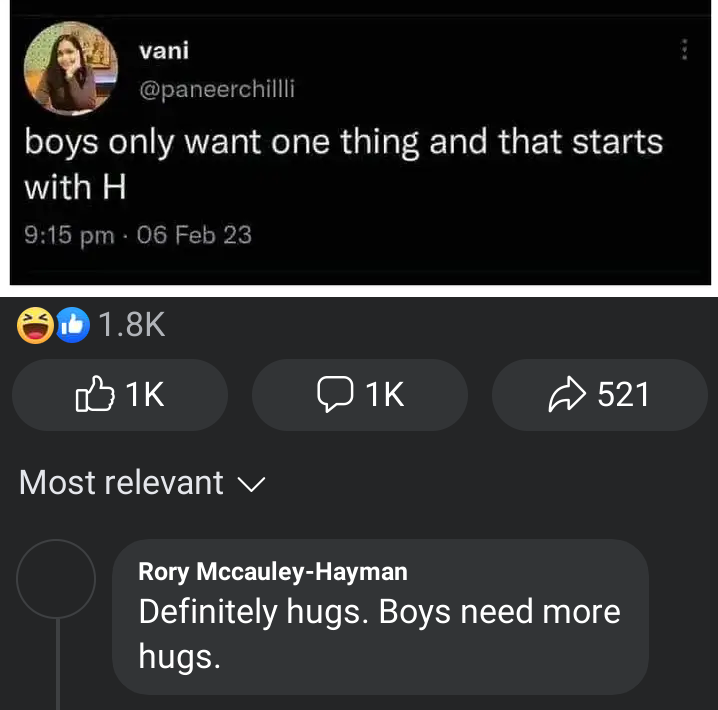 vani
@paneerchillli
boys only want one thing and that starts
with H
9:15 pm · 06 Feb 23
1.8K
1K
1K
521
Most relevant
Rory Mccauley-Hayman
Definitely hugs. Boys need more
hugs.